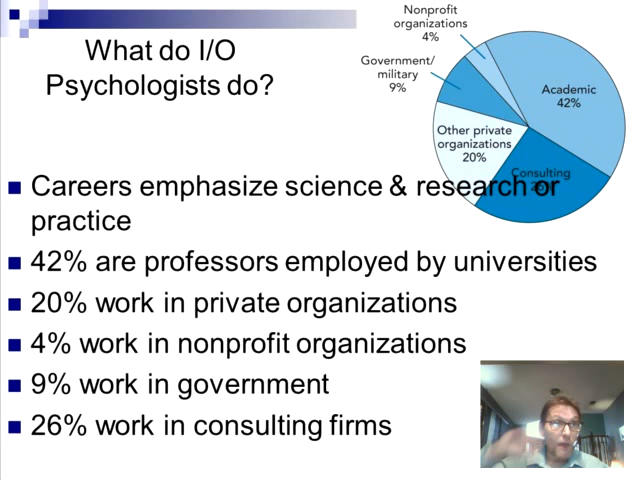 What do I/O
Psychologists do?
Nonprofit
organizations
4%
Government/
military
9%
Academic
42%
Other private
organizations
20%
Consulting
Careers emphasize science & research or
practice
42% are professors employed by universities
20% work in private organizations
4% work in nonprofit organizations
9% work in government
26% work in consulting firms